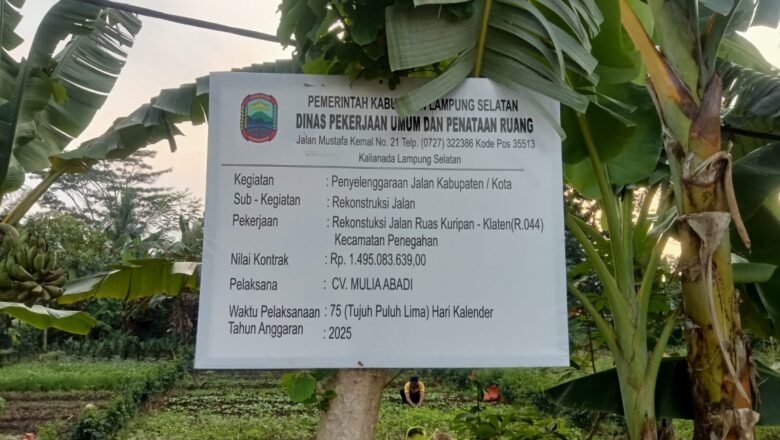 PEMERINTAH KABUPATEN LAMPUNG SELATAN
DINAS PEKERJAAN UMUM DAN PENATAAN RUANG
Jalan Mustafa Kemal No. 21 Telp. (0727) 322386 Kode Pos 35513
Kalianada Lampung Selatan
Kegiatan : Penyelenggaraan Jalan Kabupaten / Kota
Sub - Kegiatan : Rekonstruksi Jalan
Pekerjaan : Rekonstuksi Jalan Ruas Kuripan - Klaten(R.044)
Kecamatan Penegahan
Nilai Kontrak : Rp. 1.495.083.639,00
Pelaksana : CV. MULIA ABADI
Waktu Pelaksanaan : 75 (Tujuh Puluh Lima) Hari Kalender
Tahun Anggaran : 2025